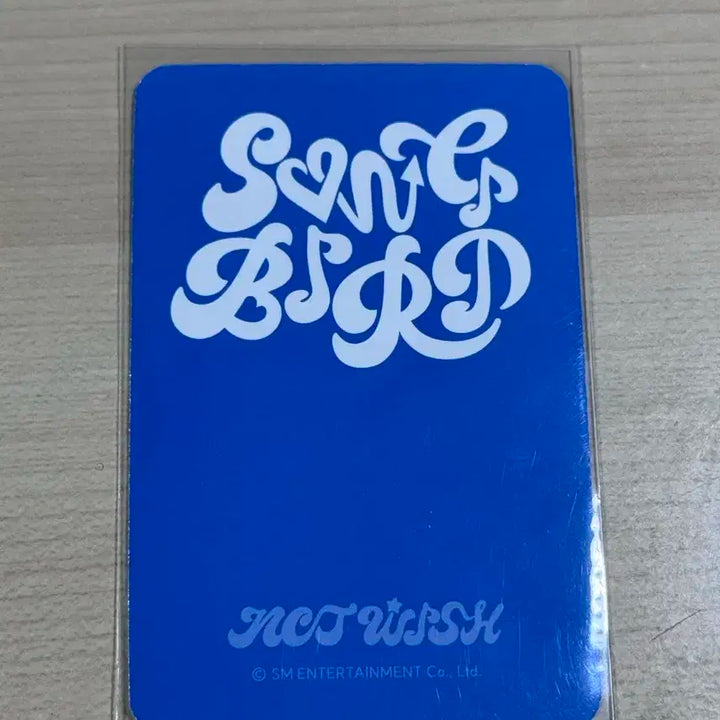 SONG
BIRD
NCT WISH
© SM ENTERTAINMENT Co., Ltd.